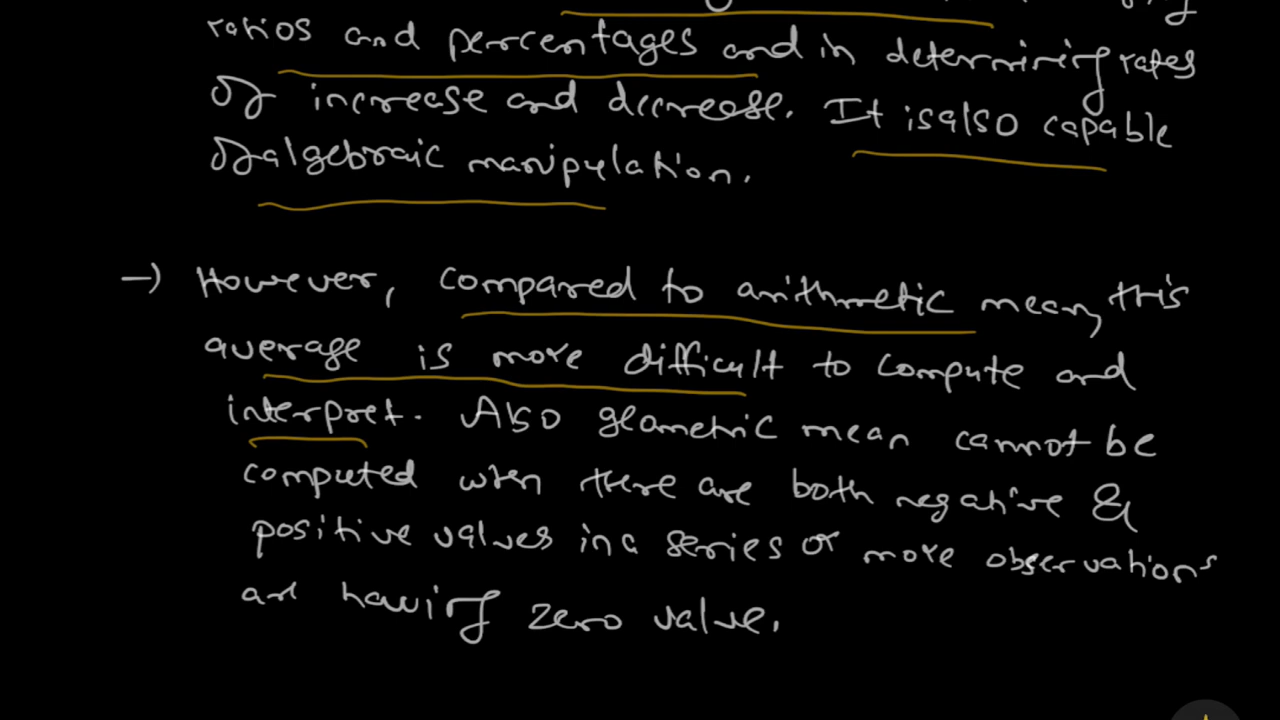 ratios and percentages and in determining rates
of increase and decrease. It is also capable
of algebraic manipulation.
→ However, compared to arithmetic mean, this
average is more difficult to compute and
interpret. Also geometric mean cannot be
computed when there are both negative &
positive values in a series or more observations
are having zero value.